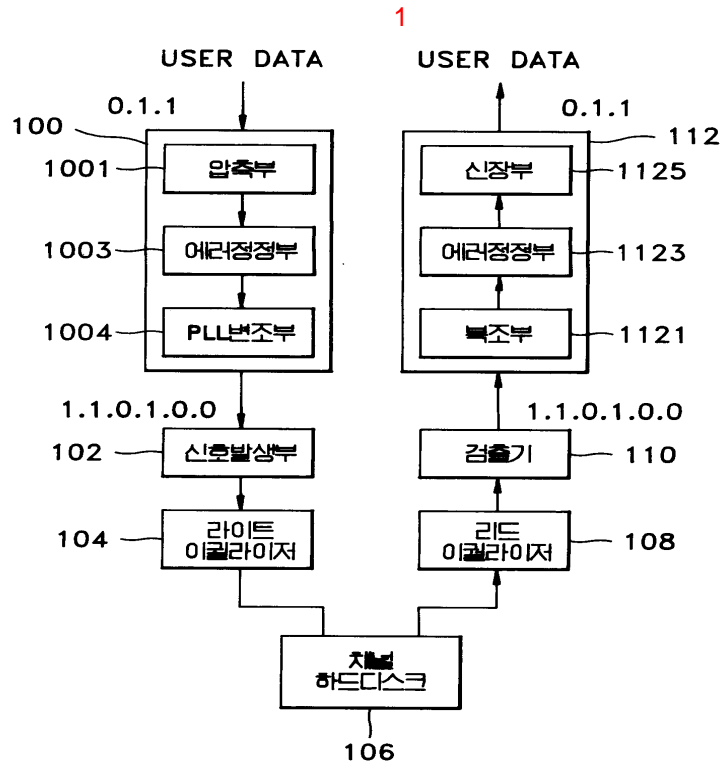 1
USER DATA
0.1.1
100
1001
압축부
1003
에러정정부
1004
PLL변조부
1.1.0.1.0.0
102
신호발생부
104
라이트
이퀄라이저
채널
하드디스크
106
USER DATA
0.1.1
112
신장부
1125
에러정정부
1123
복조부
1121
1.1.0.1.0.0
검출기
110
리드
이퀄라이저
108